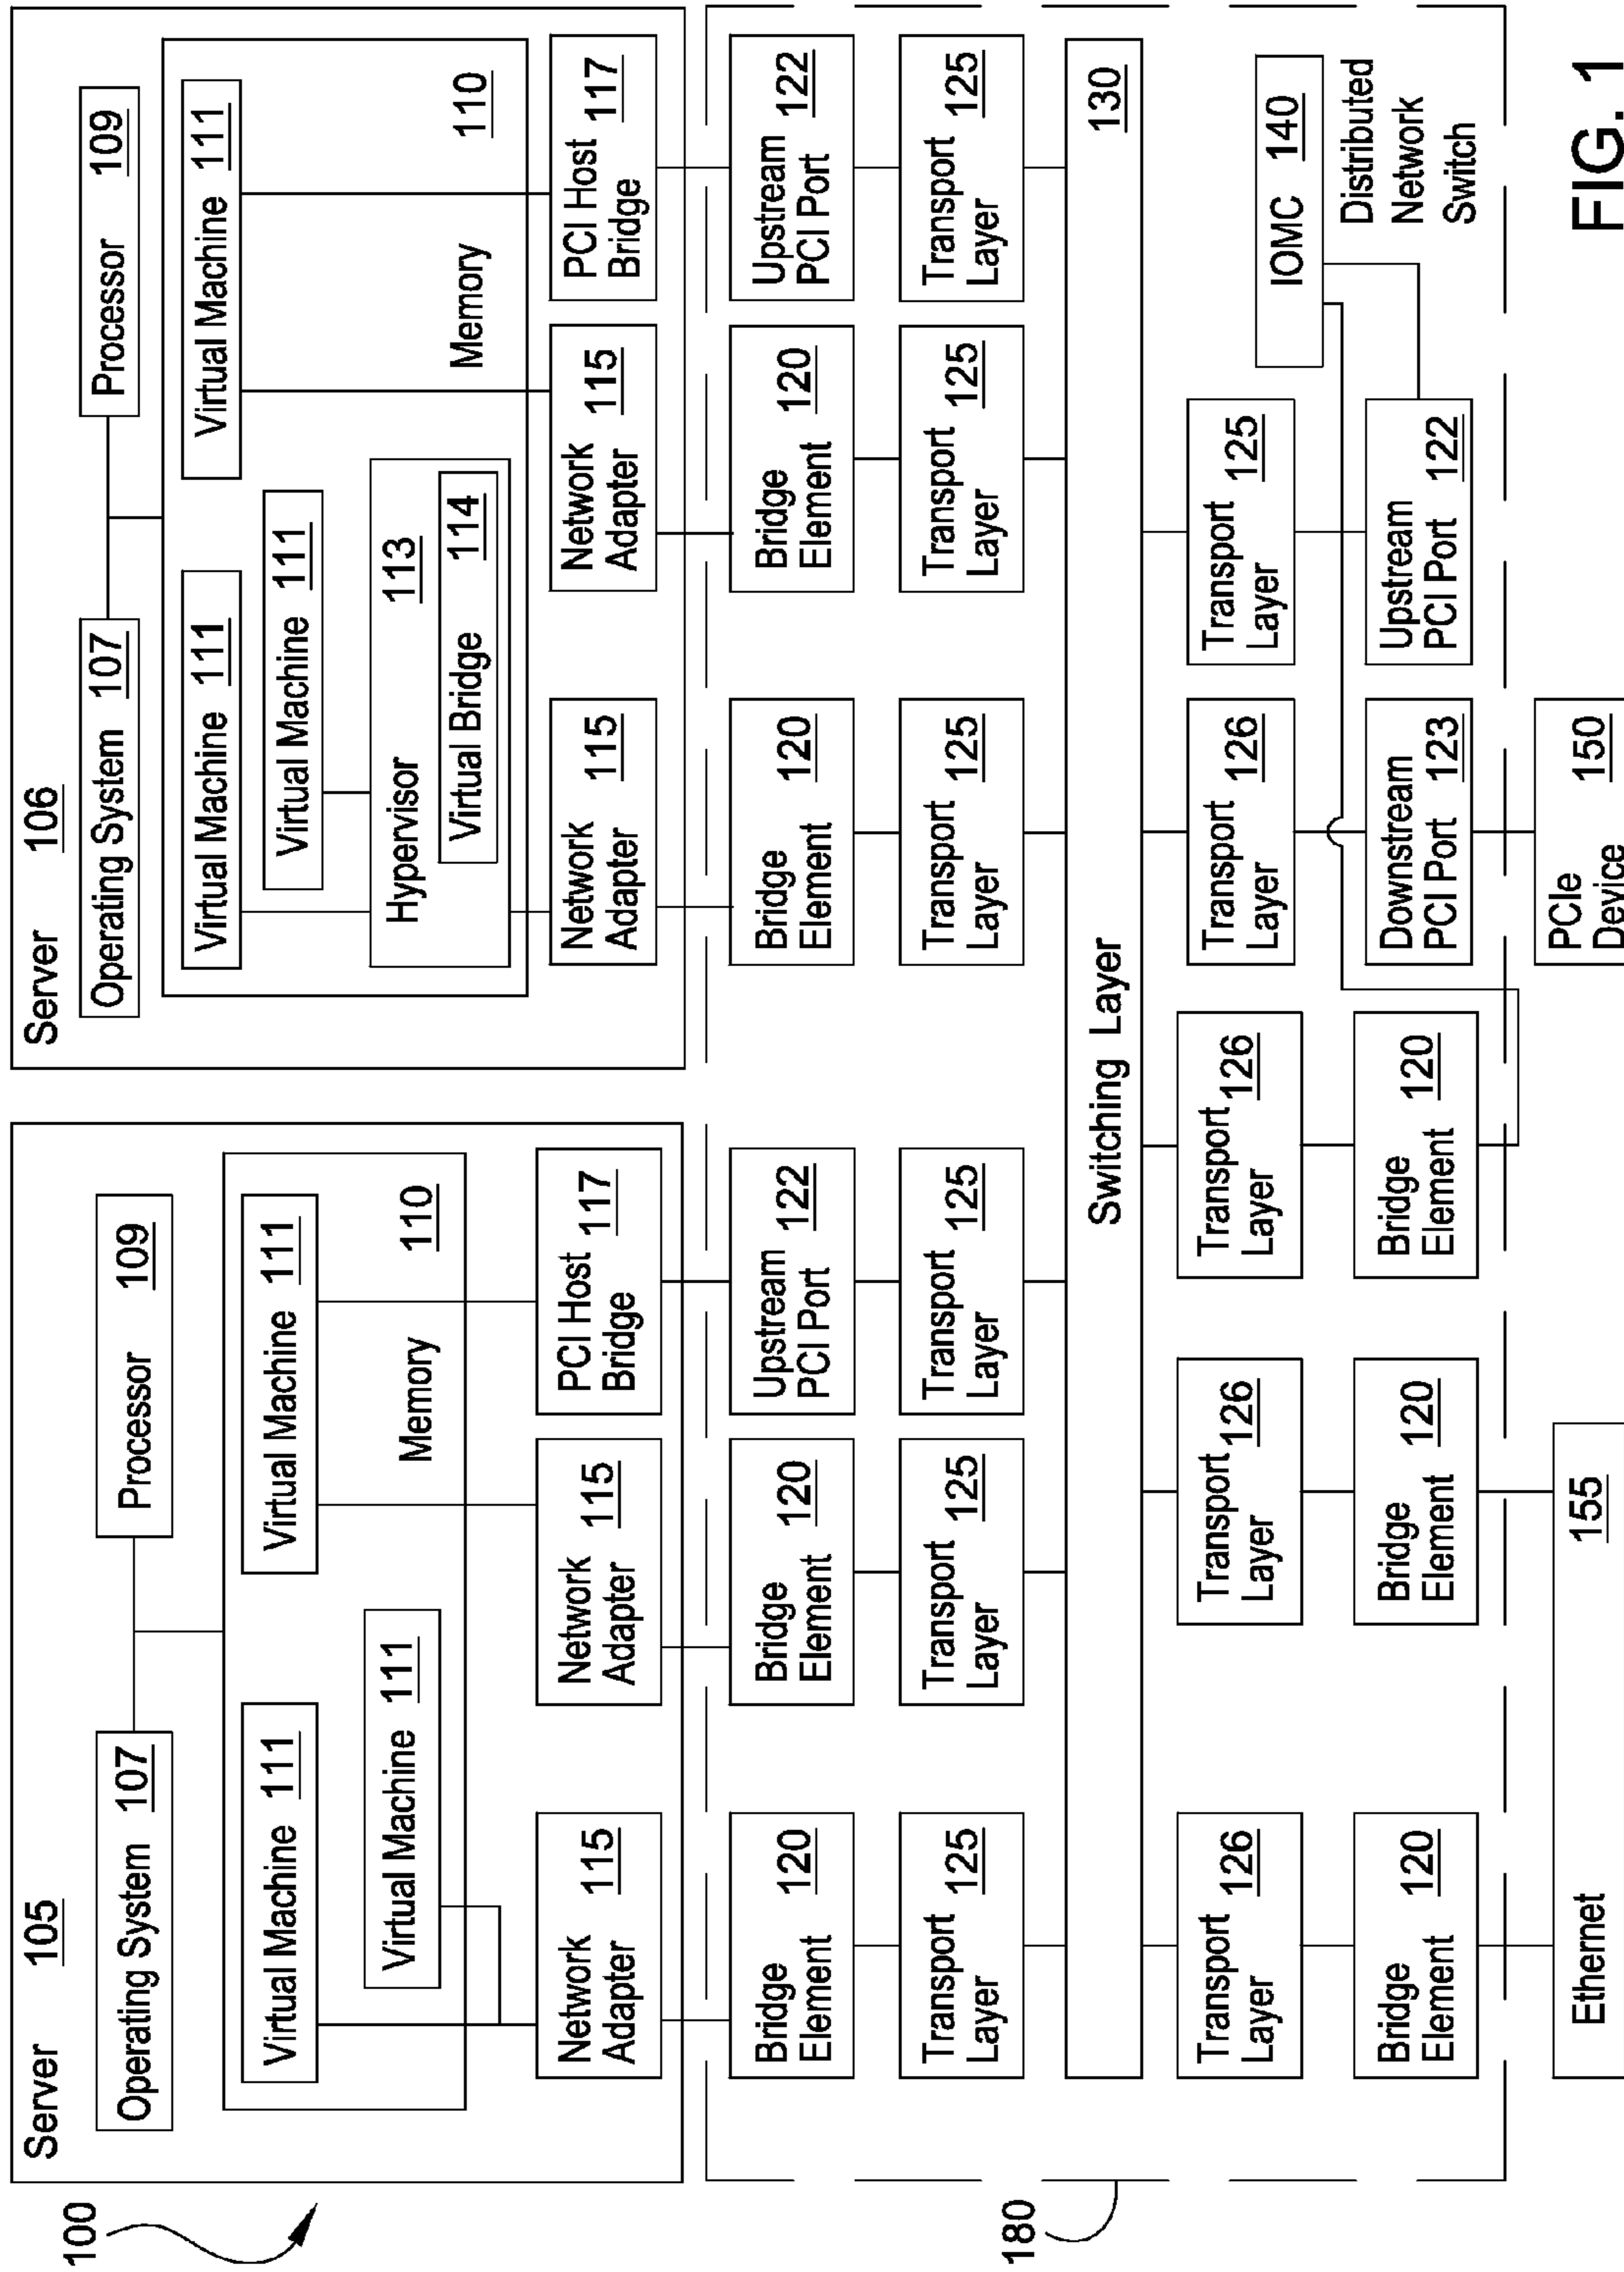 100
Server 105
Operating System 107
Processor 109
Virtual Machine 111
Virtual Machine 111
Virtual Machine 111
Memory 110
Network
Adapter 115
Network
Adapter 115
PCI Host
Bridge 117
Server 106
Operating System 107
Processor 109
Virtual Machine 111
Virtual Machine 111
Virtual Machine 111
Hypervisor 113
Virtual Bridge 114
Memory 110
Network
Adapter 115
Network
Adapter 115
PCI Host
Bridge 117
180
Bridge
Element 120
Bridge
Element 120
Upstream
PCI Port 122
Bridge
Element 120
Bridge
Element 120
Upstream
PCI Port 122
Transport
Layer 125
Transport
Layer 125
Transport
Layer 125
Transport
Layer 125
Transport
Layer 125
Transport
Layer 125
Switching Layer 130
Transport
Layer 126
Transport
Layer 126
Transport
Layer 126
Transport
Layer 126
Transport
Layer 125
IOMC 140
Distributed
Network
Switch
Bridge
Element 120
Bridge
Element 120
Bridge
Element 120
Downstream
PCI Port 123
Upstream
PCI Port 122
Ethernet 155
PCIe
Device 150
FIG. 1